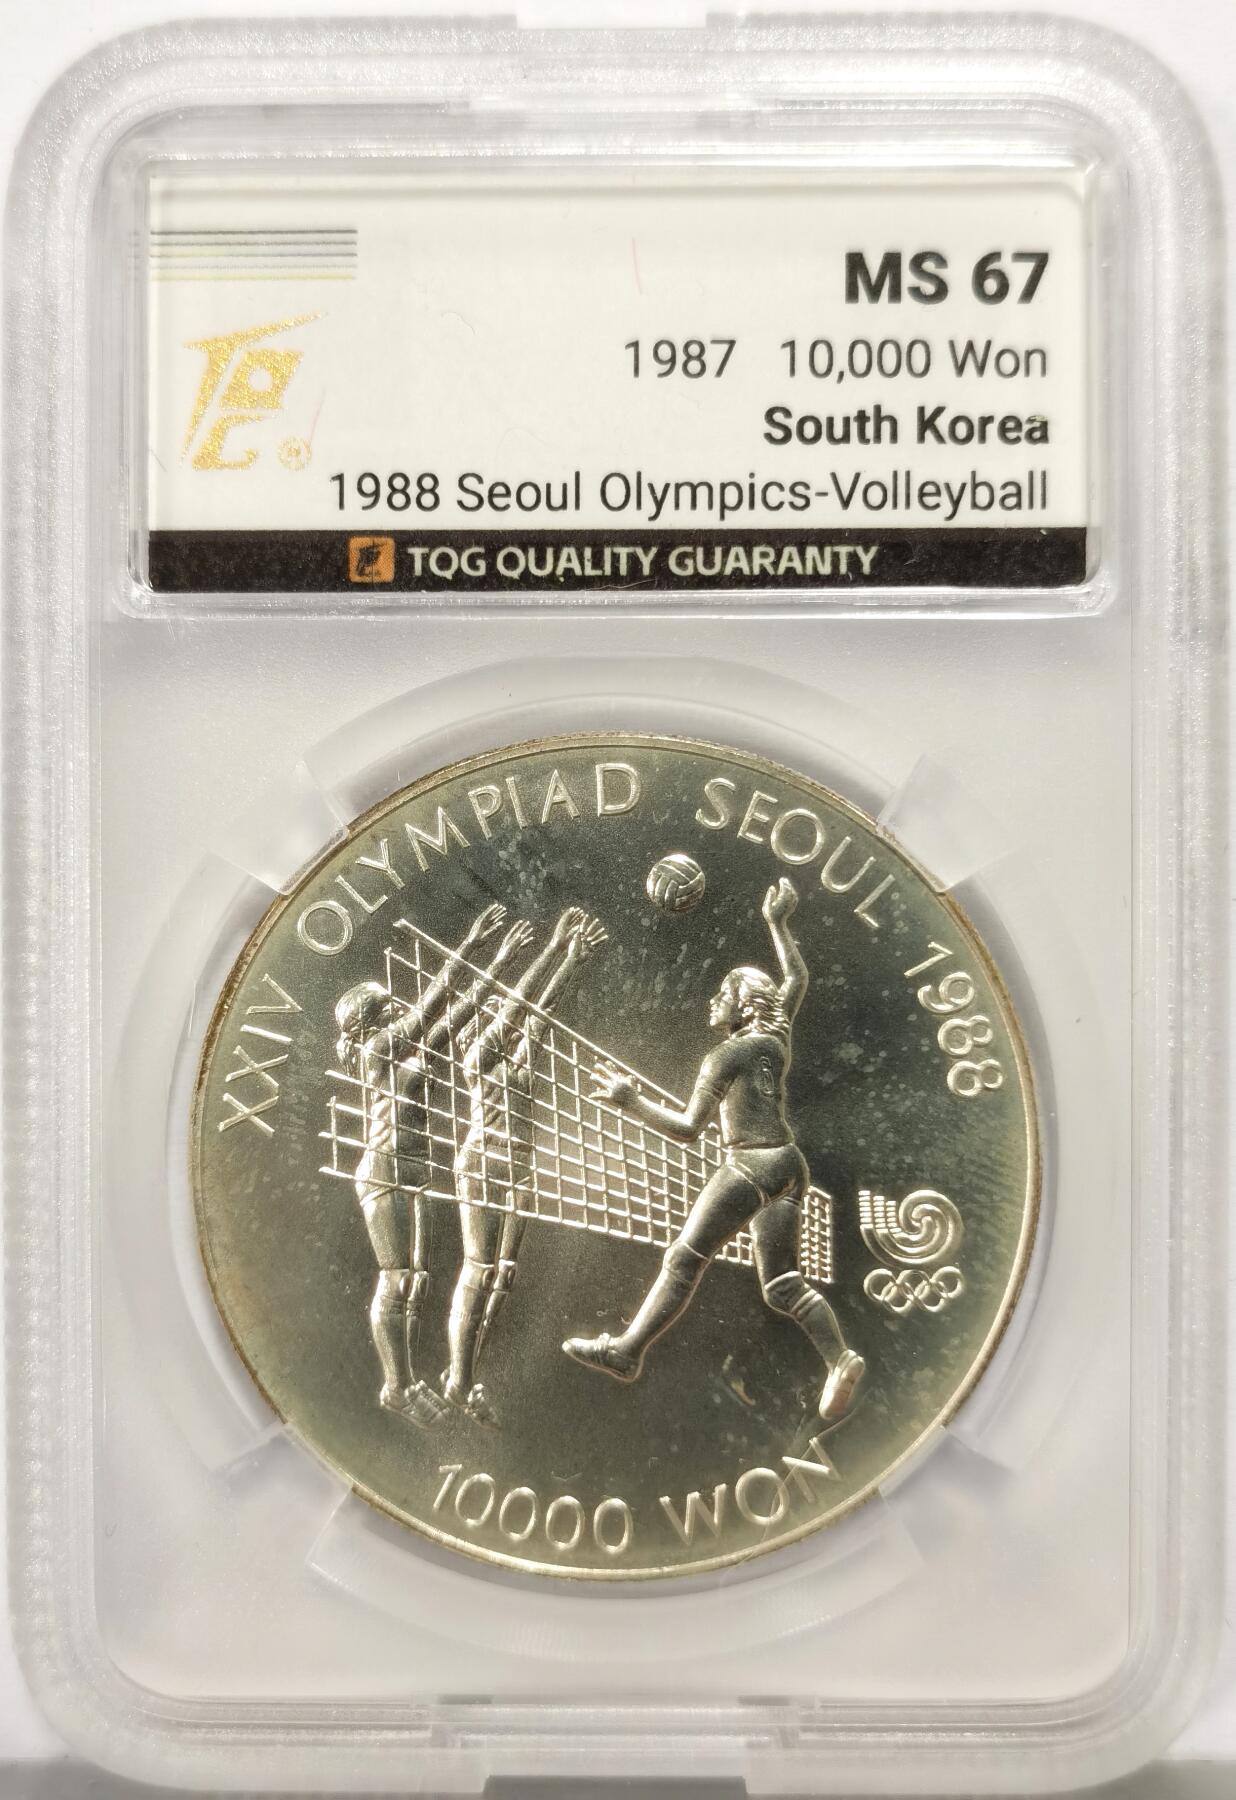 MS 67
1987 10,000 Won
South Korea
1988 Seoul Olympics-Volleyball
TQG
®
TQG QUALITY GUARANTY
XXIV OLYMPIAD SEOUL 1988
10000 WON